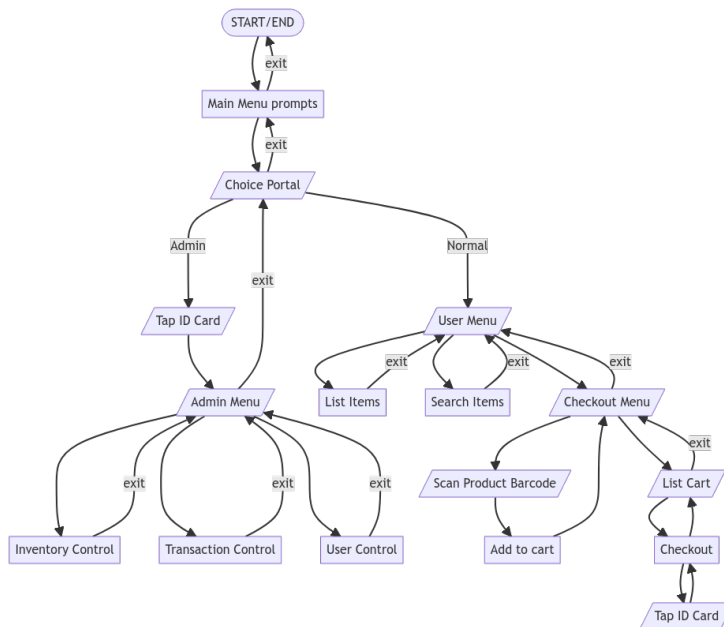 START/END
exit
Main Menu prompts
exit
Choice Portal
Admin
Normal
exit
Tap ID Card
User Menu
exit
exit
exit
Admin Menu
List Items
Search Items
Checkout Menu
exit
exit
exit
exit
Scan Product Barcode
List Cart
Inventory Control
Transaction Control
User Control
Add to cart
Checkout
Tap ID Card